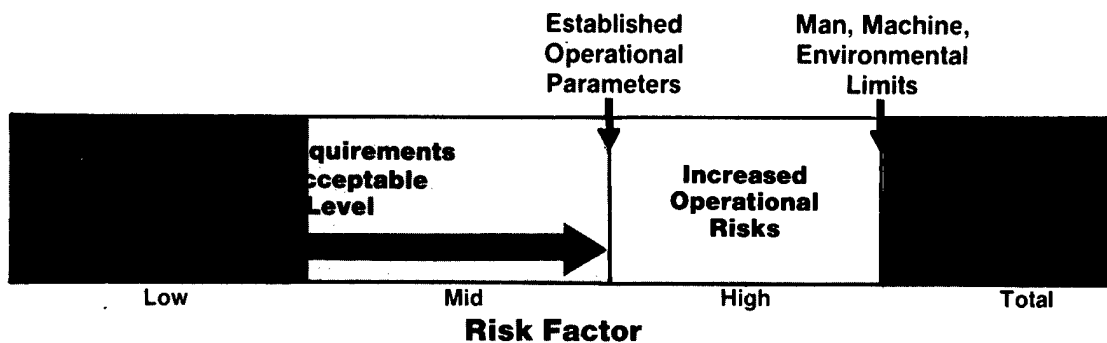 Established
Operational
Parameters
Man, Machine,
Environmental
Limits
quirements
cceptable
Level
Increased
Operational
Risks
Low
Mid
High
Total
Risk Factor